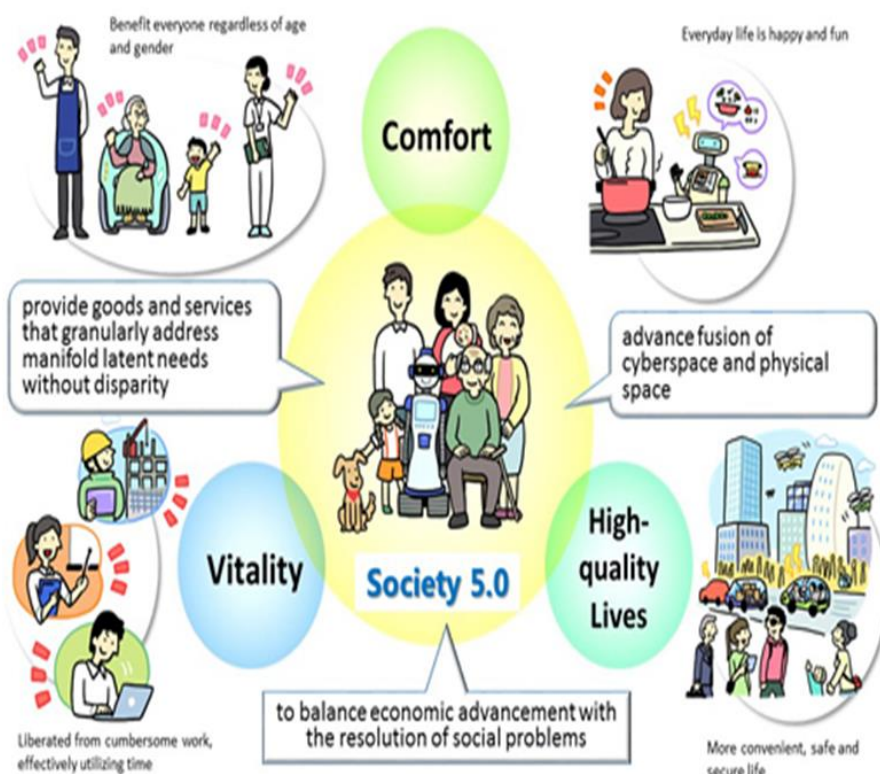 Benefit everyone regardless of age
and gender
Everyday life is happy and fun
Comfort
provide goods and services
that granularly address
manifold latent needs
without disparity
advance fusion of
cyberspace and physical
space
Vitality
Society 5.0
High-
quality
Lives
to balance economic advancement with
the resolution of social problems
Liberated from cumbersome work,
effectively utilizing time
More convenient, safe and
secure life